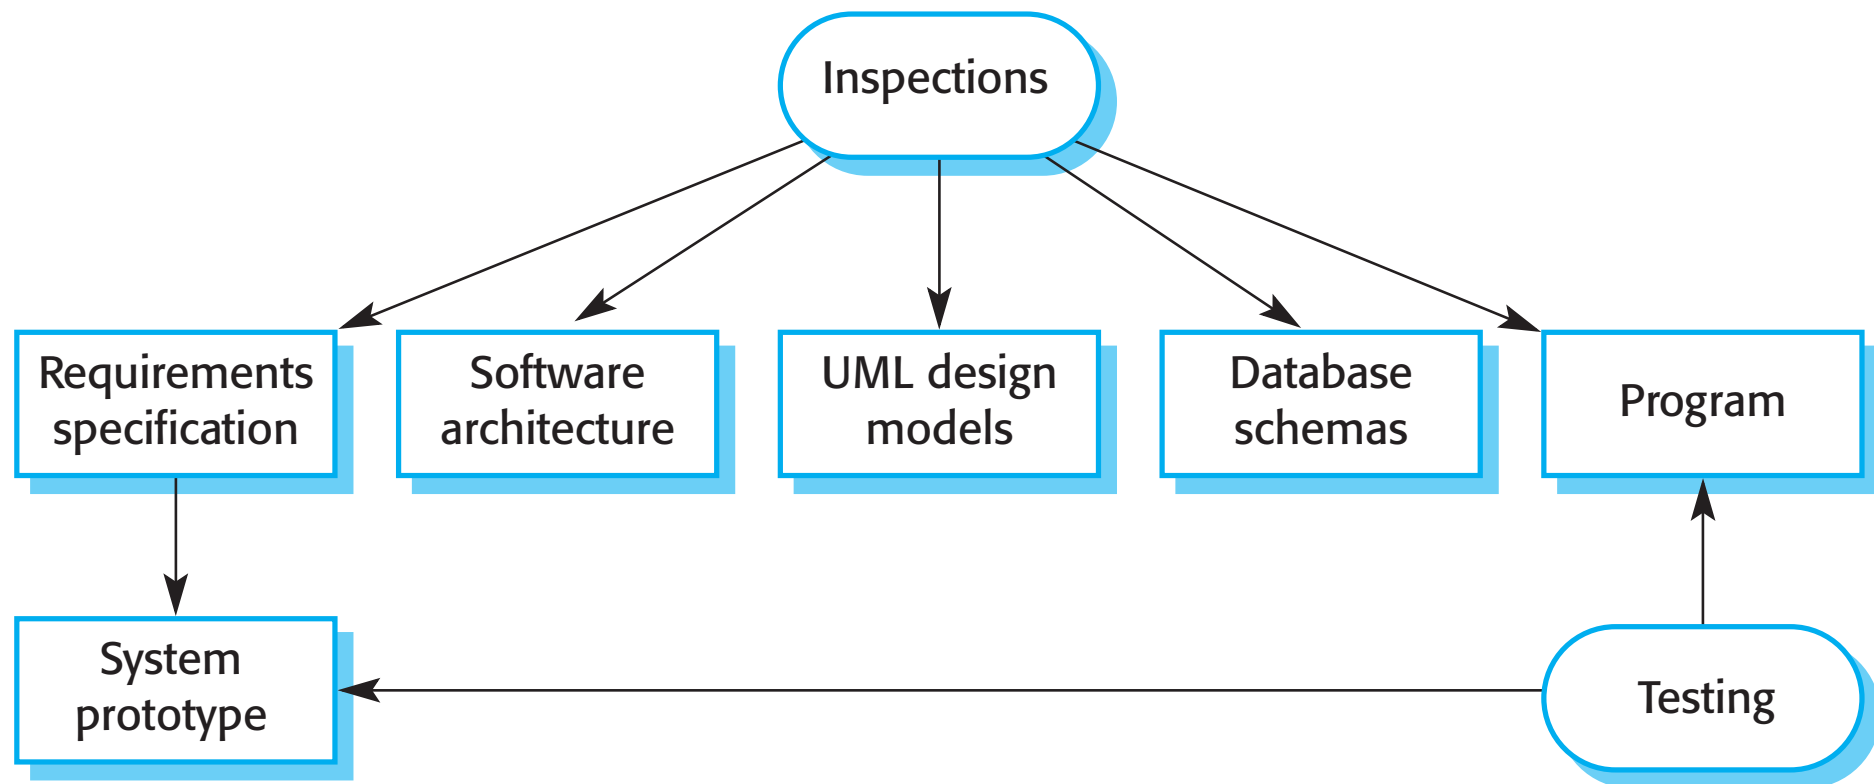 Inspections
Requirements
specification
Software
architecture
UML design
models
Database
schemas
Program
System
prototype
Testing